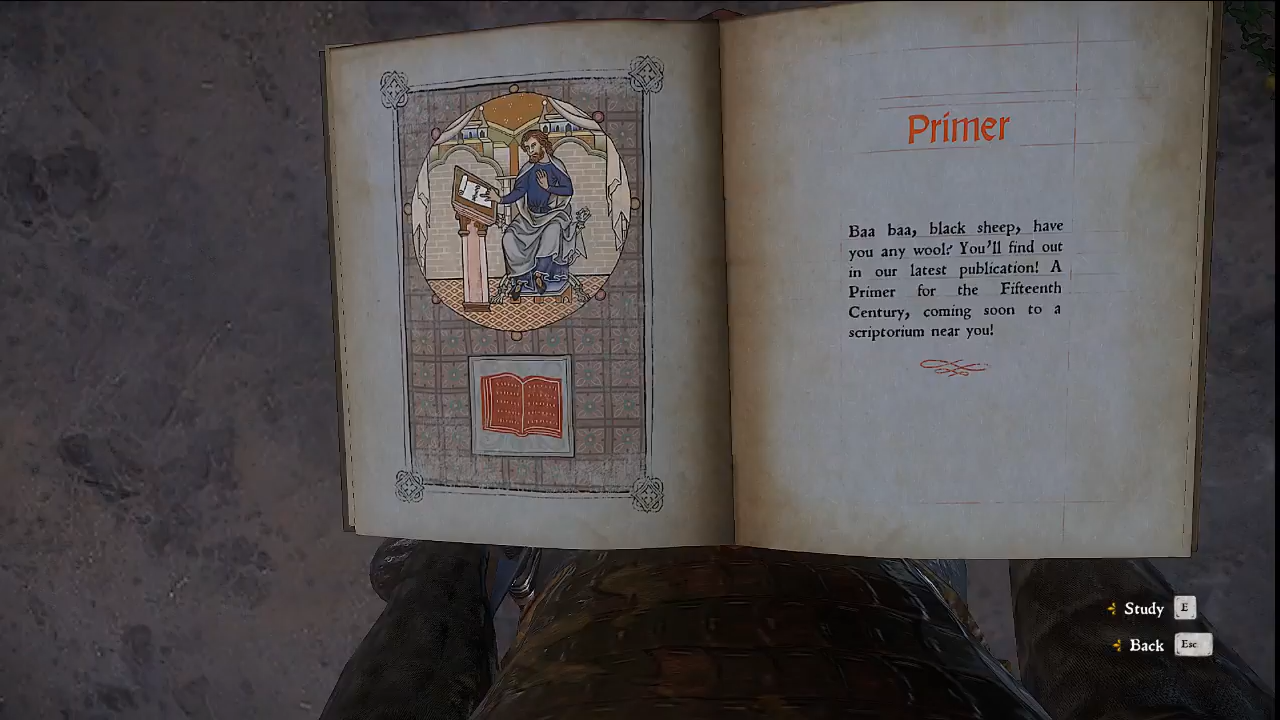 Primer
Baa baa, black sheep, have
you any wool? You'll find out
in our latest publication! A
Primer for the Fifteenth
Century, coming soon to a
scriptorium near you!
Study E
Back Esc